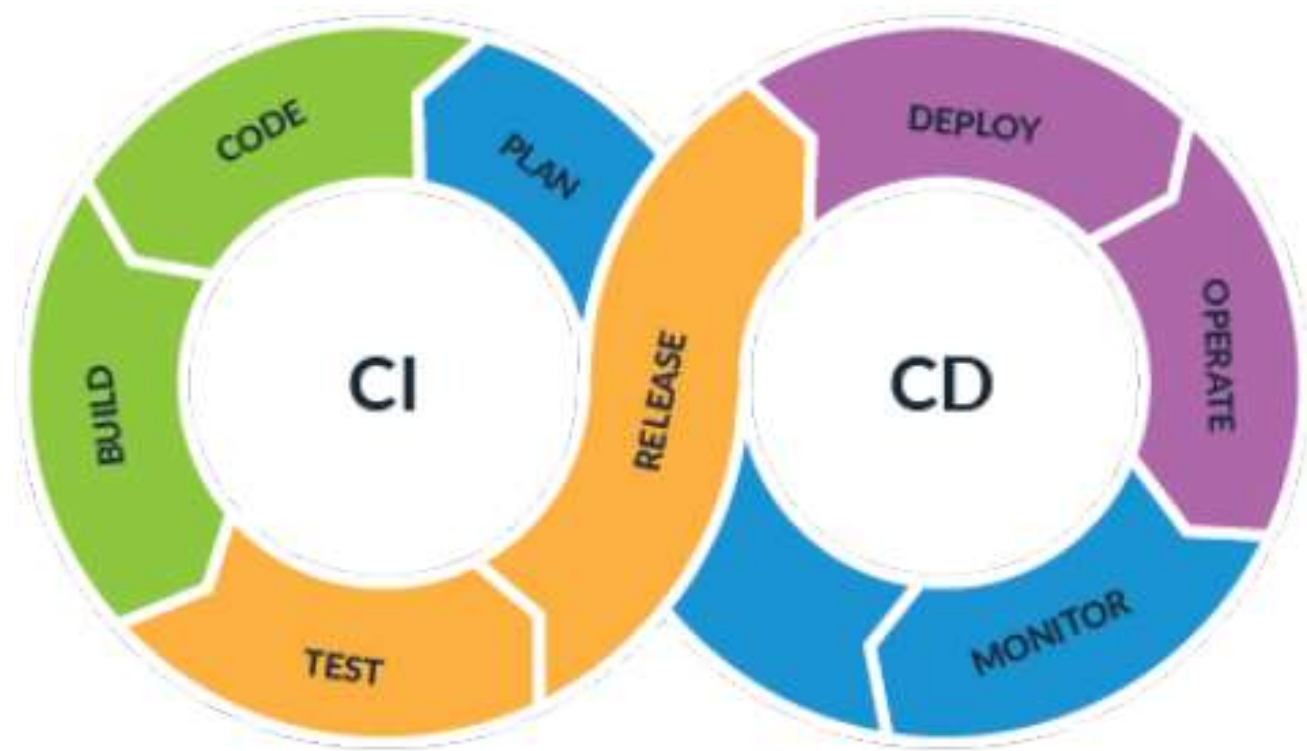 CODE
PLAN
BUILD
CI
TEST
RELEASE
DEPLOY
OPERATE
CD
MONITOR